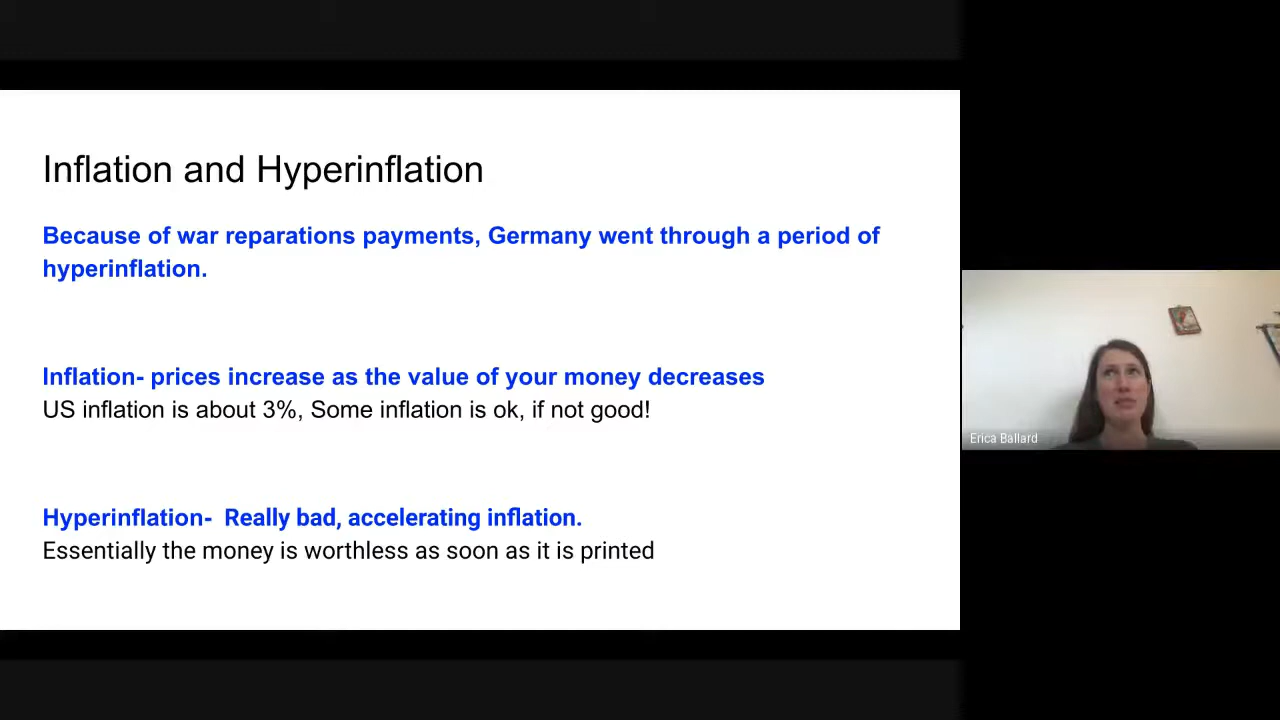 Inflation and Hyperinflation
Because of war reparations payments, Germany went through a period of
hyperinflation.
Inflation- prices increase as the value of your money decreases
US inflation is about 3%, Some inflation is ok, if not good!
Hyperinflation-  Really bad, accelerating inflation.
Essentially the money is worthless as soon as it is printed
Erica Ballard